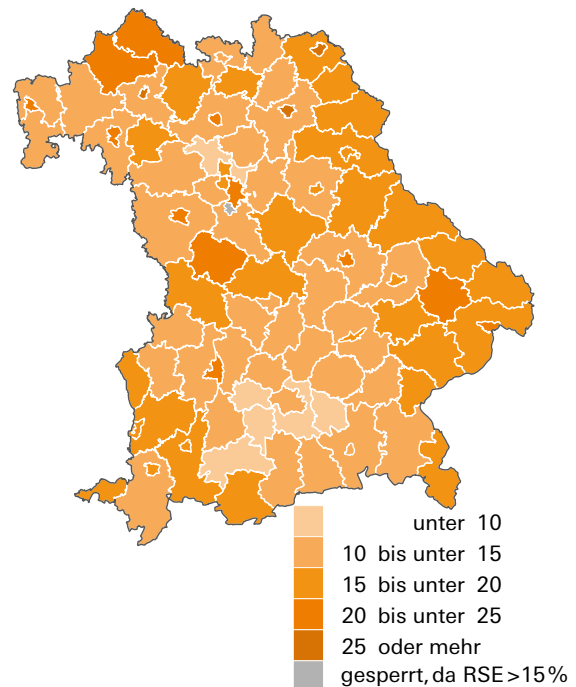 unter 10
10 bis unter 15
15 bis unter 20
20 bis unter 25
25 oder mehr
gesperrt, da RSE >15 %